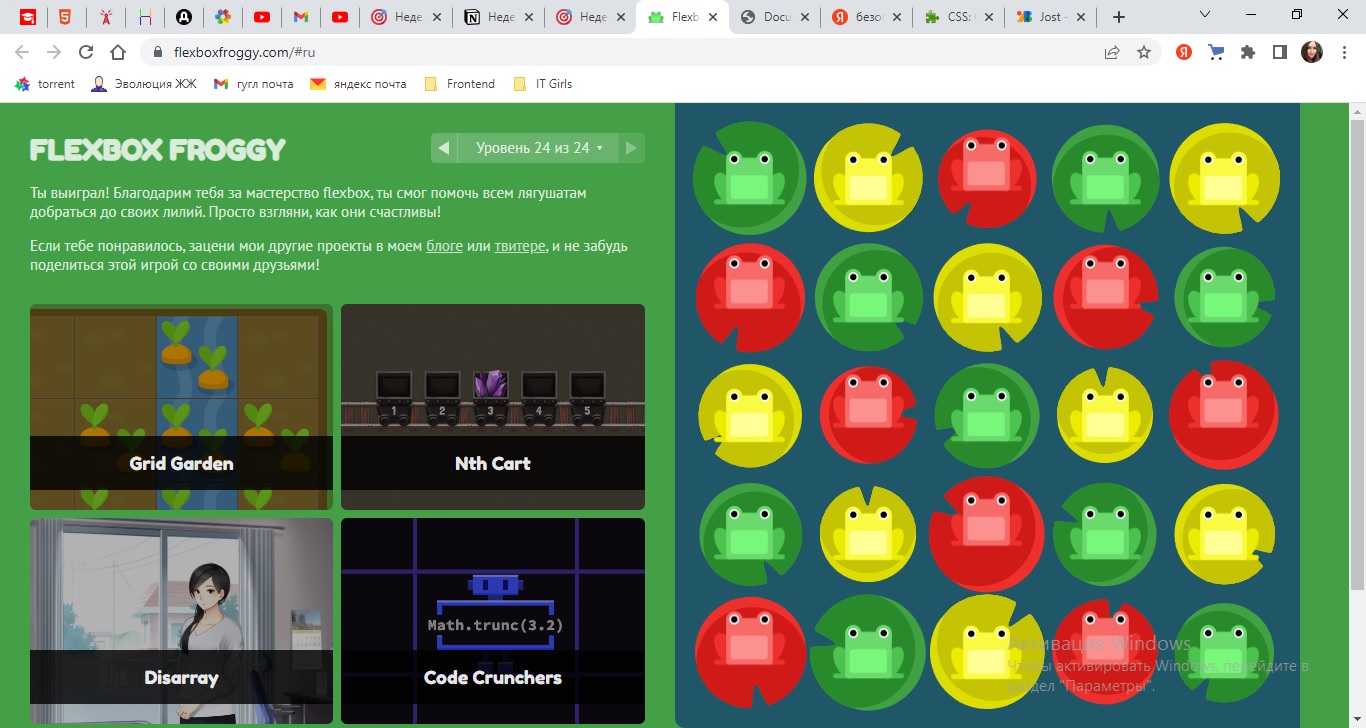 Неде
Неде
Неде
Flexb
Docu
безо
CSS:
Jost -
flexboxfroggy.com/#ru
torrent
Эволюция ЖЖ
гугл почта
яндекс почта
Frontend
IT Girls
FLEXBOX FROGGY
Уровень 24 из 24
Ты выиграл! Благодарим тебя за мастерство flexbox, ты смог помочь всем лягушатам
добраться до своих лилий. Просто взгляни, как они счастливы!
Если тебе понравилось, зацени мои другие проекты в моем блоге или твитере, и не забудь
поделиться этой игрой со своими друзьями!
Grid Garden
1 2 3 4 5
Nth Cart
Disarray
Math.trunc(3.2)
Code Crunchers
Активация Windows
Чтобы активировать Windows, перейдите в
раздел "Параметры".